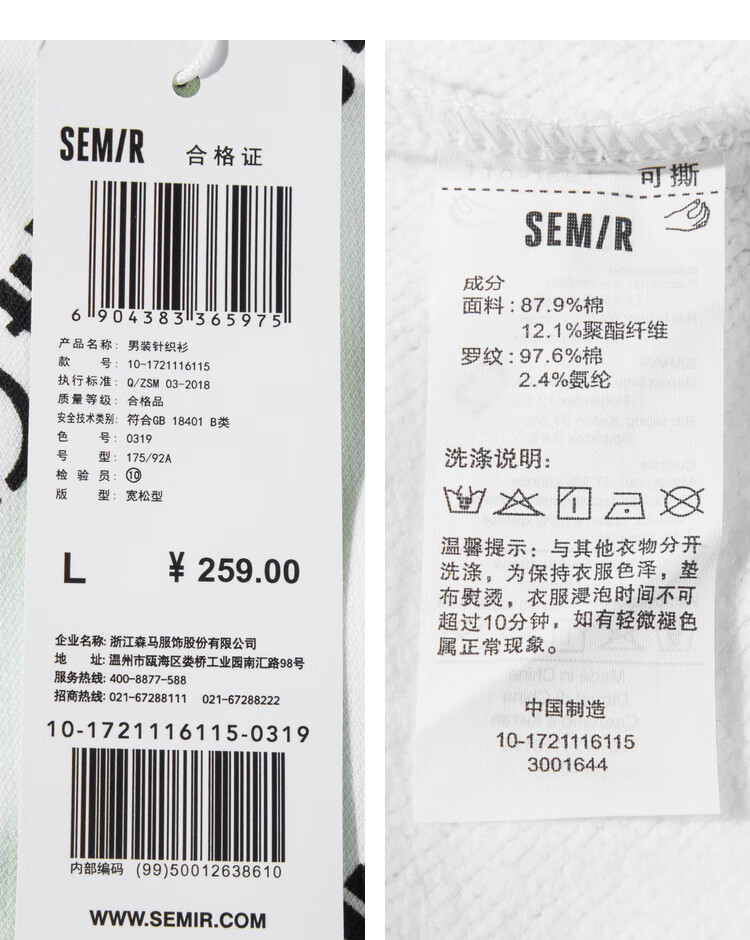 SEM/R 合格证
6 904383 365975
产品名称: 男装针织衫
款 号: 10-1721116115
执行标准: Q/ZSM 03-2018
质量等级: 合格品
安全技术类别: 符合GB 18401 B类
色 号: 0319
号 型: 175/92A
检 验 员: ⑩
版 型: 宽松型
L ¥ 259.00
企业名称: 浙江森马服饰股份有限公司
地 址: 温州市瓯海区娄桥工业园南汇路98号
服务热线: 400-8877-588
招商热线: 021-67288111 021-67288222
10-1721116115-0319
内部编码 (99)50012638610
WWW.SEMIR.COM
可撕
SEM/R
成分
面料: 87.9%棉
12.1%聚酯纤维
罗纹: 97.6%棉
2.4%氨纶
洗涤说明:
温馨提示: 与其他衣物分开
洗涤。为保持衣服色泽, 垫
布熨烫。衣服浸泡时间不可
超过10分钟, 如有轻微褪色
属正常现象。
中国制造
10-1721116115
3001644